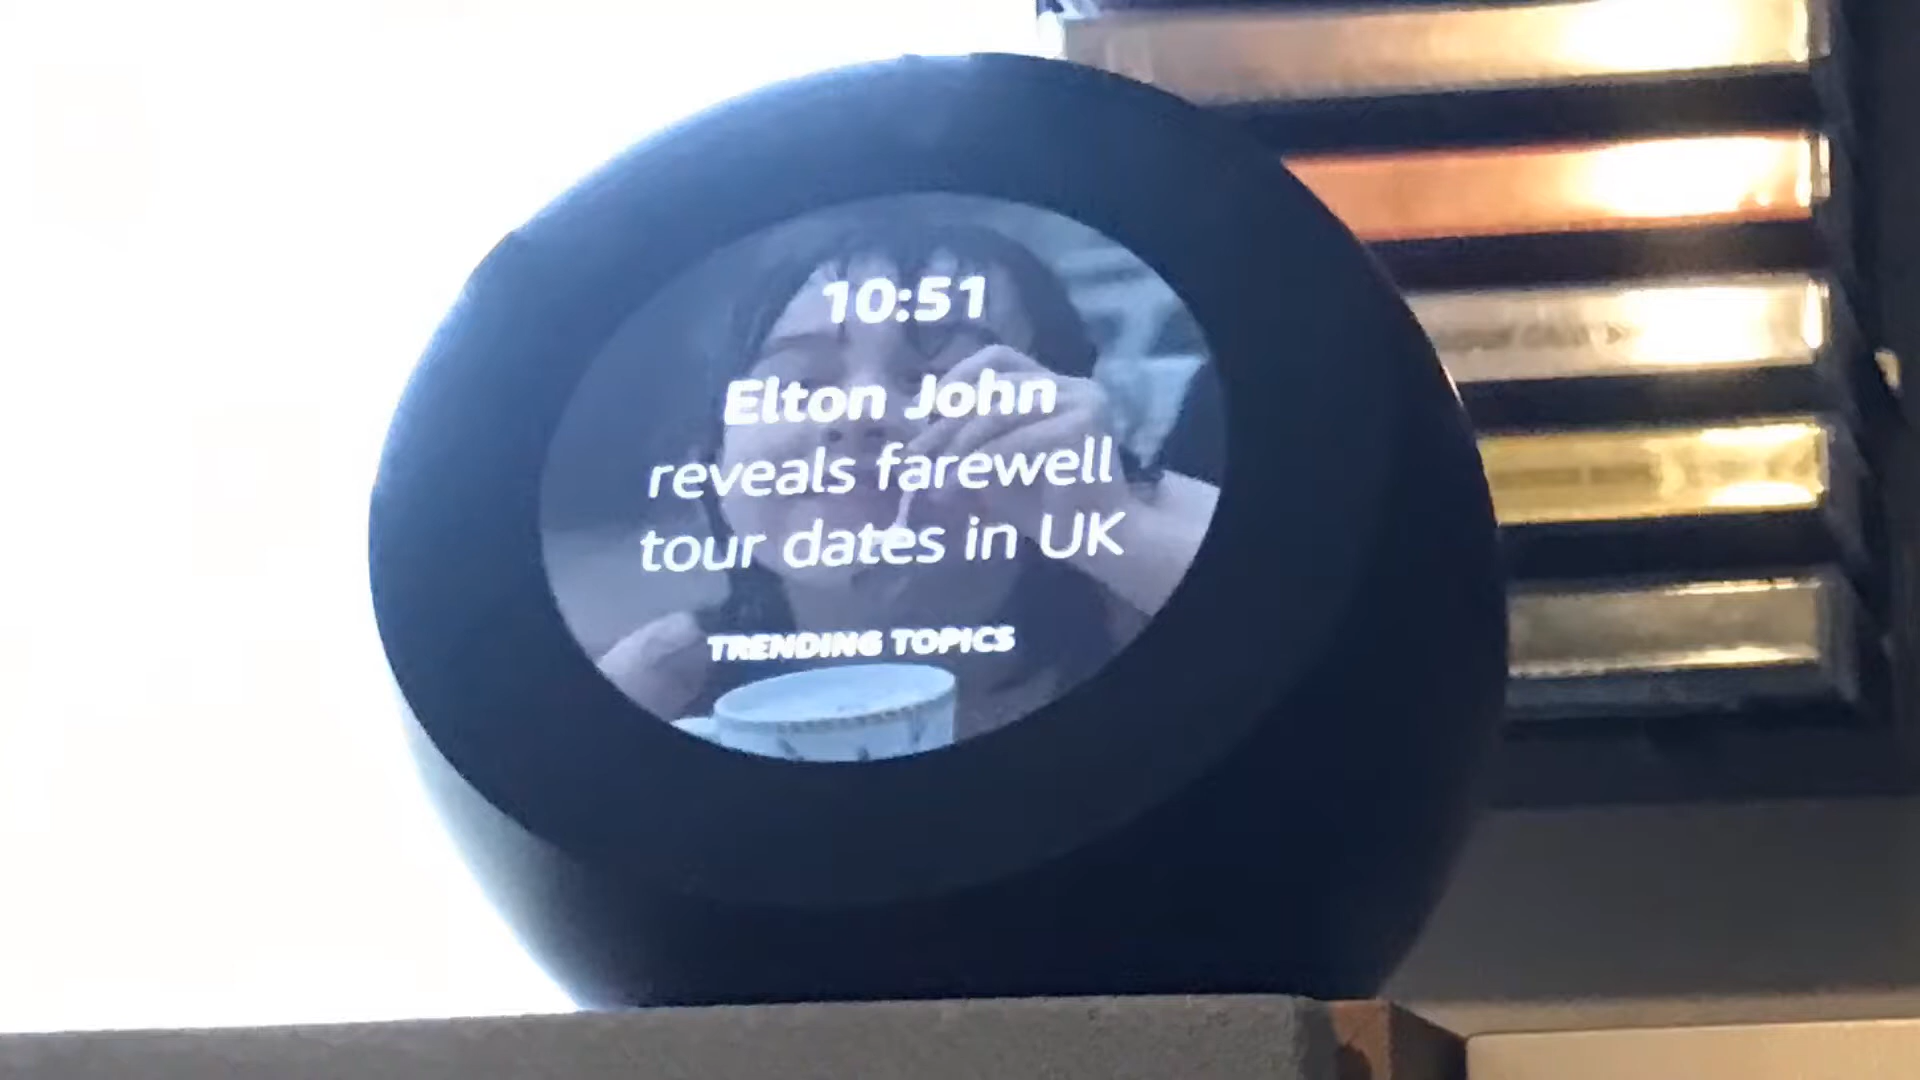 10:51
Elton John
reveals farewell
tour dates in UK
TRENDING TOPICS